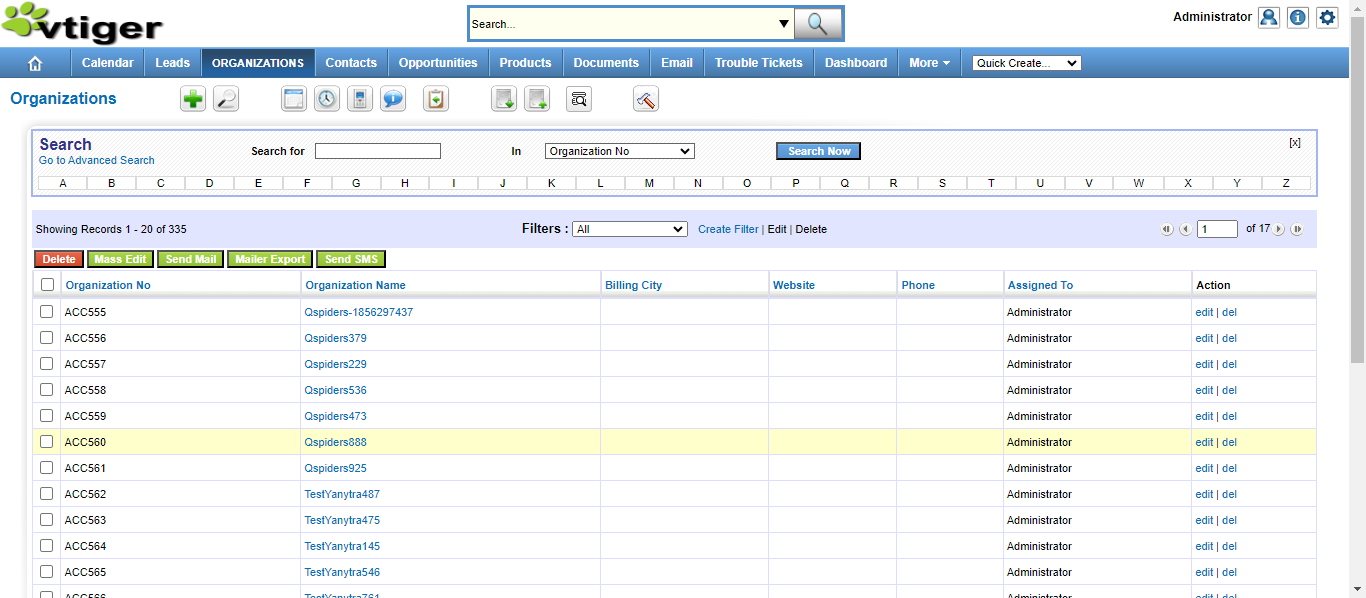 vtiger
Search...
Administrator
Calendar Leads ORGANIZATIONS Contacts Opportunities Products Documents Email Trouble Tickets Dashboard More Quick Create...
Organizations
Search
Go to Advanced Search
Search for In Organization No Search Now [x]
A B C D E F G H I J K L M N O P Q R S T U V W X Y Z
Showing Records 1 - 20 of 335 Filters : All Create Filter | Edit | Delete 1 of 17
Delete Mass Edit Send Mail Mailer Export Send SMS
Organization No Organization Name Billing City Website Phone Assigned To Action
ACC555 Qspiders-1856297437 Administrator edit | del
ACC556 Qspiders379 Administrator edit | del
ACC557 Qspiders229 Administrator edit | del
ACC558 Qspiders536 Administrator edit | del
ACC559 Qspiders473 Administrator edit | del
ACC560 Qspiders888 Administrator edit | del
ACC561 Qspiders925 Administrator edit | del
ACC562 TestYanytra487 Administrator edit | del
ACC563 TestYanytra475 Administrator edit | del
ACC564 TestYanytra145 Administrator edit | del
ACC565 TestYanytra546 Administrator edit | del
ACC566 TestYanytra761 Administrator edit | del